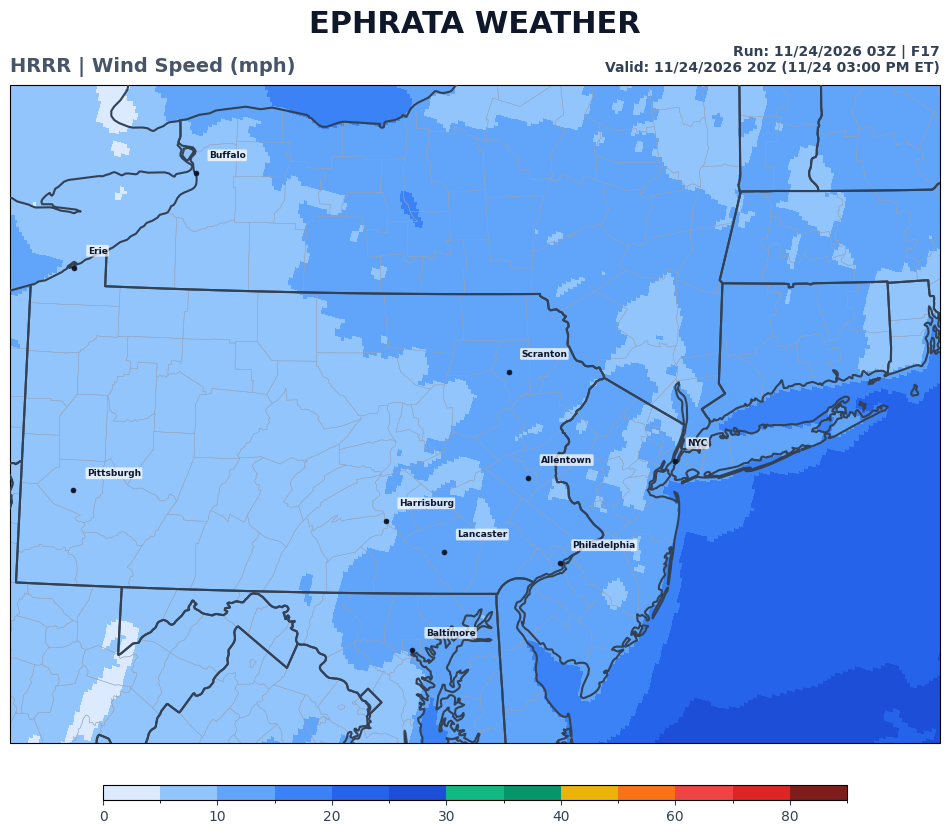 EPHRATA WEATHER
HRRR | Wind Speed (mph)
Run: 11/24/2026 03Z | F17
Valid: 11/24/2026 20Z (11/24 03:00 PM ET)
Buffalo
Erie
Scranton
NYC
Allentown
Pittsburgh
Harrisburg
Lancaster
Philadelphia
Baltimore
0 10 20 30 40 50 60 70 80